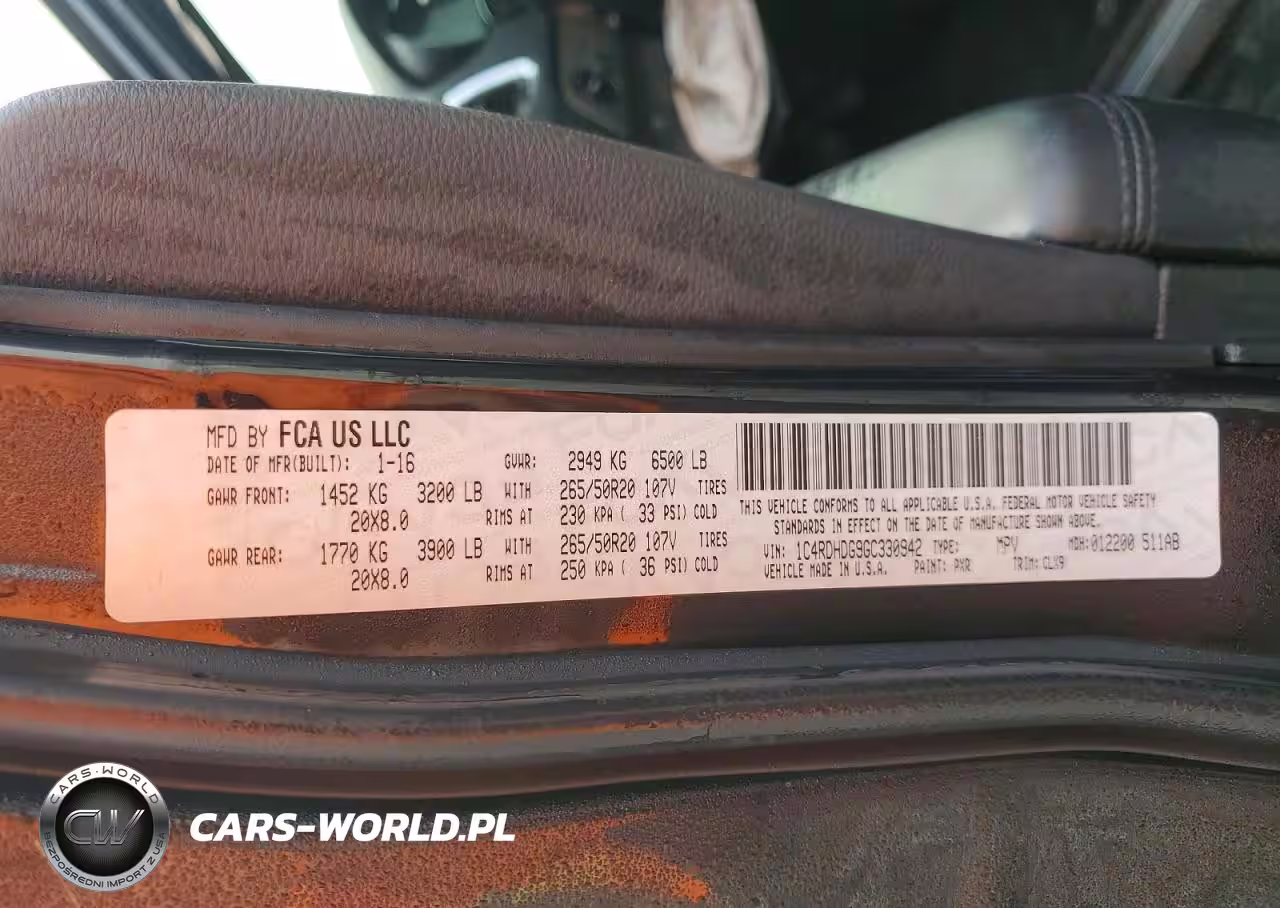 MFD BY FCA US LLC
DATE OF MFR(BUILT): 1-16 GVWR: 2949 KG 6500 LB
GAWR FRONT: 1452 KG 3200 LB WITH 265/50R20 107V TIRES
20X8.0 RIMS AT 230 KPA ( 33 PSI) COLD
GAWR REAR: 1770 KG 3900 LB WITH 265/50R20 107V TIRES
20X8.0 RIMS AT 250 KPA ( 36 PSI) COLD
THIS VEHICLE CONFORMS TO ALL APPLICABLE U.S.A. FEDERAL MOTOR VEHICLE SAFETY
STANDARDS IN EFFECT ON THE DATE OF MANUFACTURE SHOWN ABOVE.
VIN: 1C4RDHDG9GC330942 TYPE: MPV MDH:012200 511AB
VEHICLE MADE IN U.S.A. PAINT: PXR TRIM: CLX9
CARS-WORLD
CW
BEZPOŚREDNI IMPORT Z USA
CARS-WORLD.PL